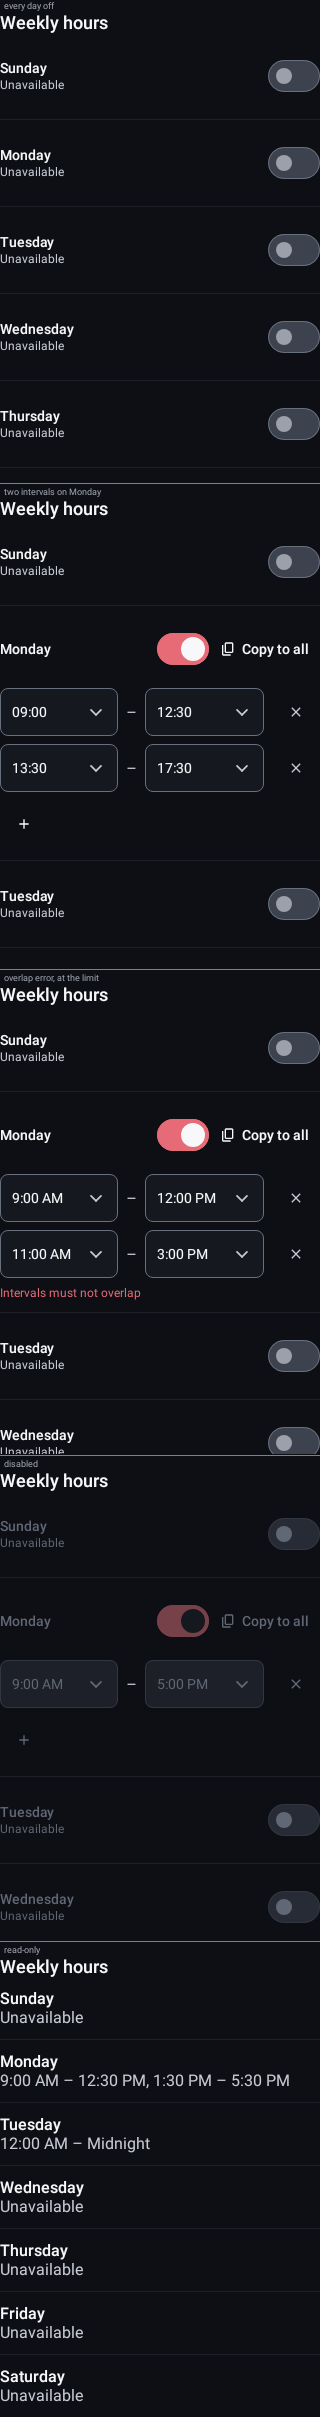 every day off
Weekly hours
Sunday
Unavailable
Monday
Unavailable
Tuesday
Unavailable
Wednesday
Unavailable
Thursday
Unavailable
two intervals on Monday
Weekly hours
Sunday
Unavailable
Monday Copy to all
09:00 – 12:30 ×
13:30 – 17:30 ×
+
Tuesday
Unavailable
overlap error, at the limit
Weekly hours
Sunday
Unavailable
Monday Copy to all
9:00 AM – 12:00 PM ×
11:00 AM – 3:00 PM ×
Intervals must not overlap
Tuesday
Unavailable
Wednesday
Unavailable
disabled
Weekly hours
Sunday
Unavailable
Monday Copy to all
9:00 AM – 5:00 PM ×
+
Tuesday
Unavailable
Wednesday
Unavailable
read-only
Weekly hours
Sunday
Unavailable
Monday
9:00 AM – 12:30 PM, 1:30 PM – 5:30 PM
Tuesday
12:00 AM – Midnight
Wednesday
Unavailable
Thursday
Unavailable
Friday
Unavailable
Saturday
Unavailable